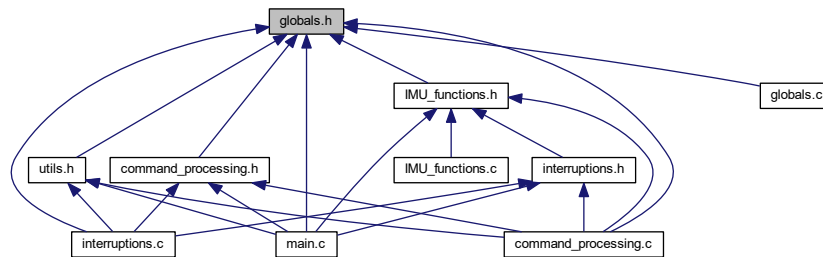 globals.h
IMU_functions.h
globals.c
utils.h
command_processing.h
IMU_functions.c
interruptions.h
interruptions.c
main.c
command_processing.c